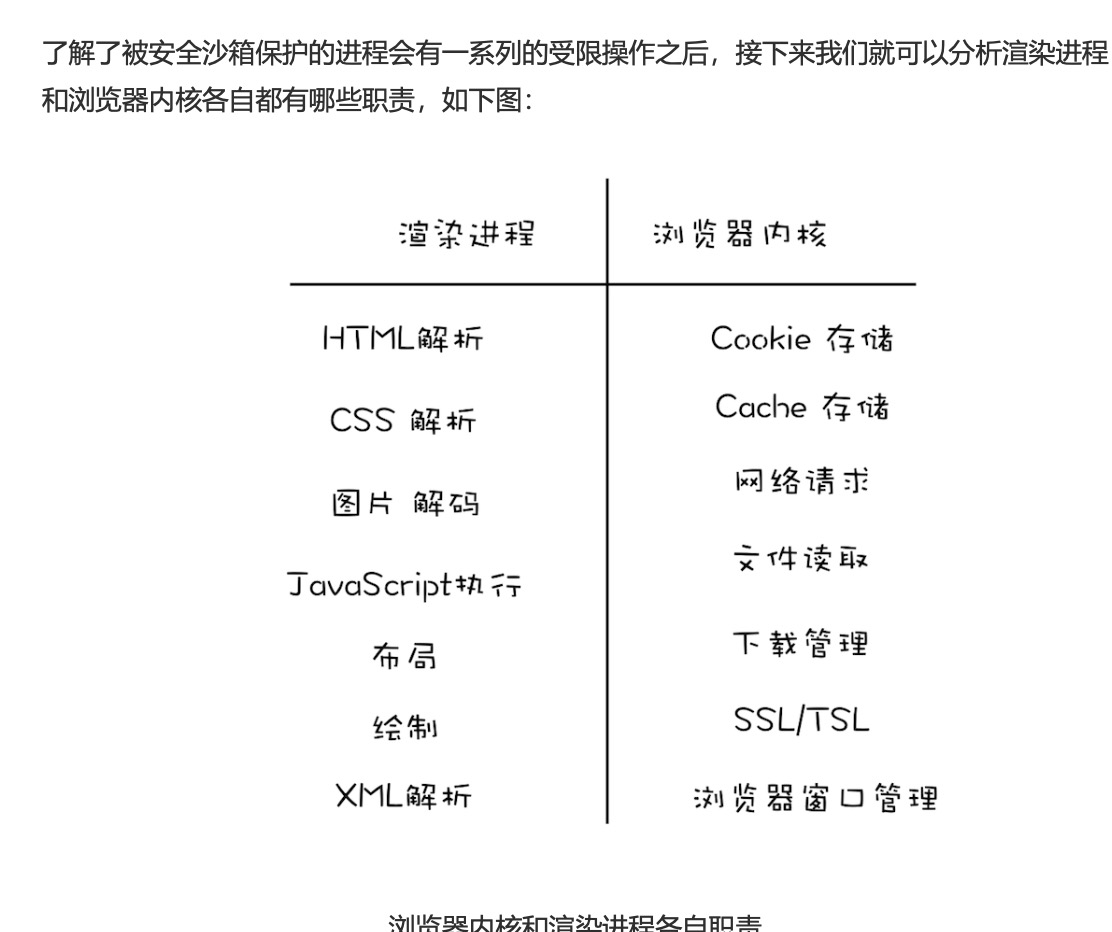 了解了被安全沙箱保护的进程会有一系列的受限操作之后，接下来我们就可以分析渲染进程
和浏览器内核各自都有哪些职责，如下图：
渲染进程 浏览器内核
HTML解析 Cookie 存储
CSS 解析 Cache 存储
图片 解码 网络请求
JavaScript执行 文件读取
布局 下载管理
绘制 SSL/TSL
XML解析 浏览器窗口管理
浏览器内核和渲染进程各自职责